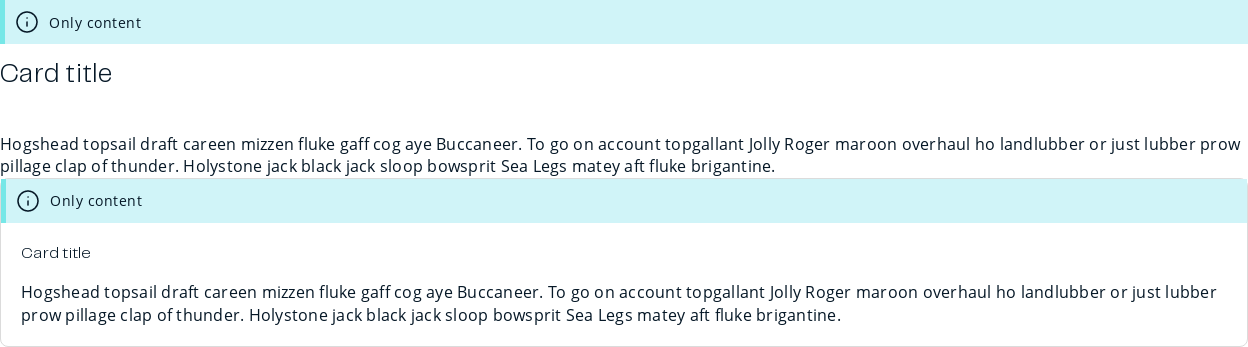 Only content
Card title
Hogshead topsail draft careen mizzen fluke gaff cog aye Buccaneer. To go on account topgallant Jolly Roger maroon overhaul ho landlubber or just lubber prow
pillage clap of thunder. Holystone jack black jack sloop bowsprit Sea Legs matey aft fluke brigantine.
Only content
Card title
Hogshead topsail draft careen mizzen fluke gaff cog aye Buccaneer. To go on account topgallant Jolly Roger maroon overhaul ho landlubber or just lubber
prow pillage clap of thunder. Holystone jack black jack sloop bowsprit Sea Legs matey aft fluke brigantine.